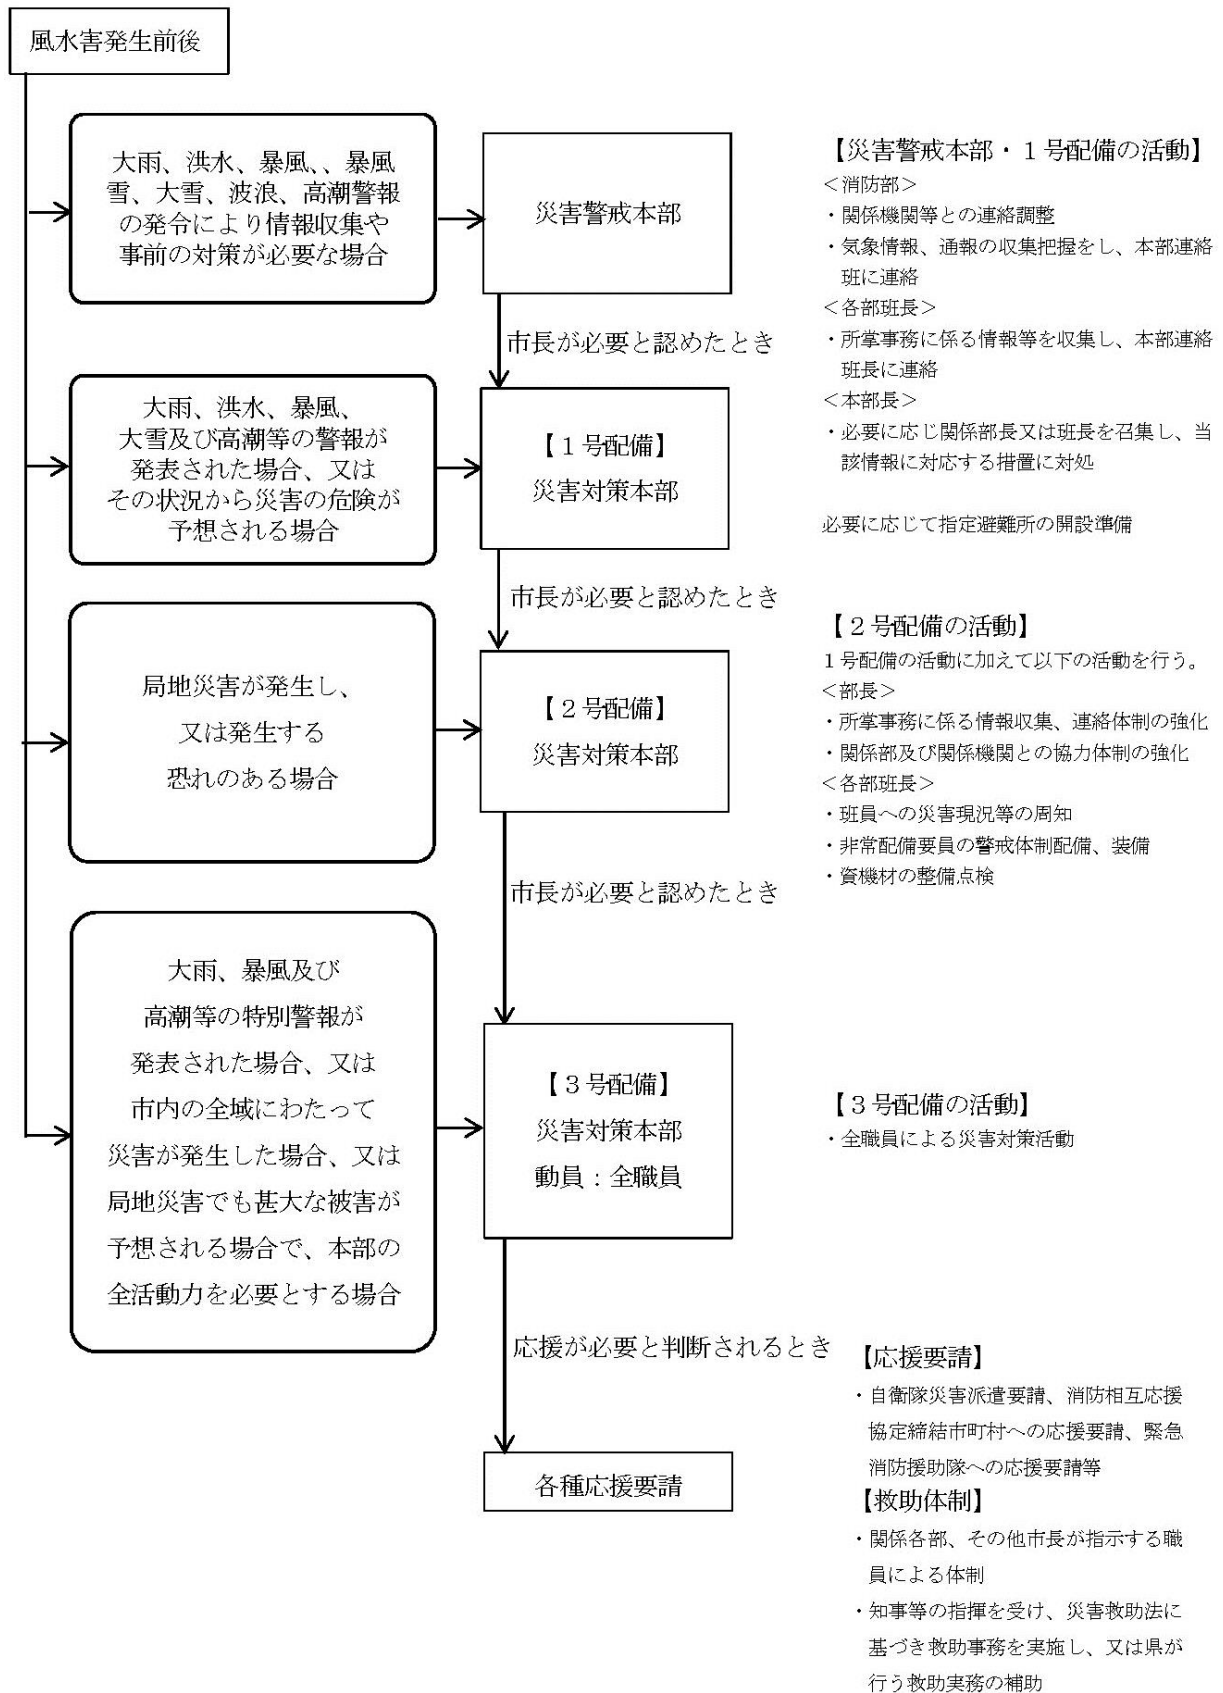 風水害発生前後
大雨、洪水、暴風、、暴風
雪、大雪、波浪、高潮警報
の発令により情報収集や
事前の対策が必要な場合
災害警戒本部
市長が必要と認めたとき
大雨、洪水、暴風、
大雪及び高潮等の警報が
発表された場合、又は
その状況から災害の危険が
予想される場合
【１号配備】
災害対策本部
市長が必要と認めたとき
局地災害が発生し、
又は発生する
恐れのある場合
【２号配備】
災害対策本部
市長が必要と認めたとき
大雨、暴風及び
高潮等の特別警報が
発表された場合、又は
市内の全域にわたって
災害が発生した場合、又は
局地災害でも甚大な被害が
予想される場合で、本部の
全活動力を必要とする場合
【３号配備】
災害対策本部
動員：全職員
応援が必要と判断されるとき
各種応援要請
【災害警戒本部・１号配備の活動】
＜消防部＞
・関係機関等との連絡調整
・気象情報、通報の収集把握をし、本部連絡
班に連絡
＜各部班長＞
・所掌事務に係る情報等を収集し、本部連絡
班長に連絡
＜本部長＞
・必要に応じ関係部長又は班長を召集し、当
該情報に対応する措置に対処
必要に応じて指定避難所の開設準備
【２号配備の活動】
１号配備の活動に加えて以下の活動を行う。
＜部長＞
・所掌事務に係る情報収集、連絡体制の強化
・関係部及び関係機関との協力体制の強化
＜各部班長＞
・班員への災害現況等の周知
・非常配備要員の警戒体制配備、装備
・資機材の整備点検
【３号配備の活動】
・全職員による災害対策活動
【応援要請】
・自衛隊災害派遣要請、消防相互応援
協定締結市町村への応援要請、緊急
消防援助隊への応援要請等
【救助体制】
・関係各部、その他市長が指示する職
員による体制
・知事等の指揮を受け、災害救助法に
基づき救助事務を実施し、又は県が
行う救助実務の補助